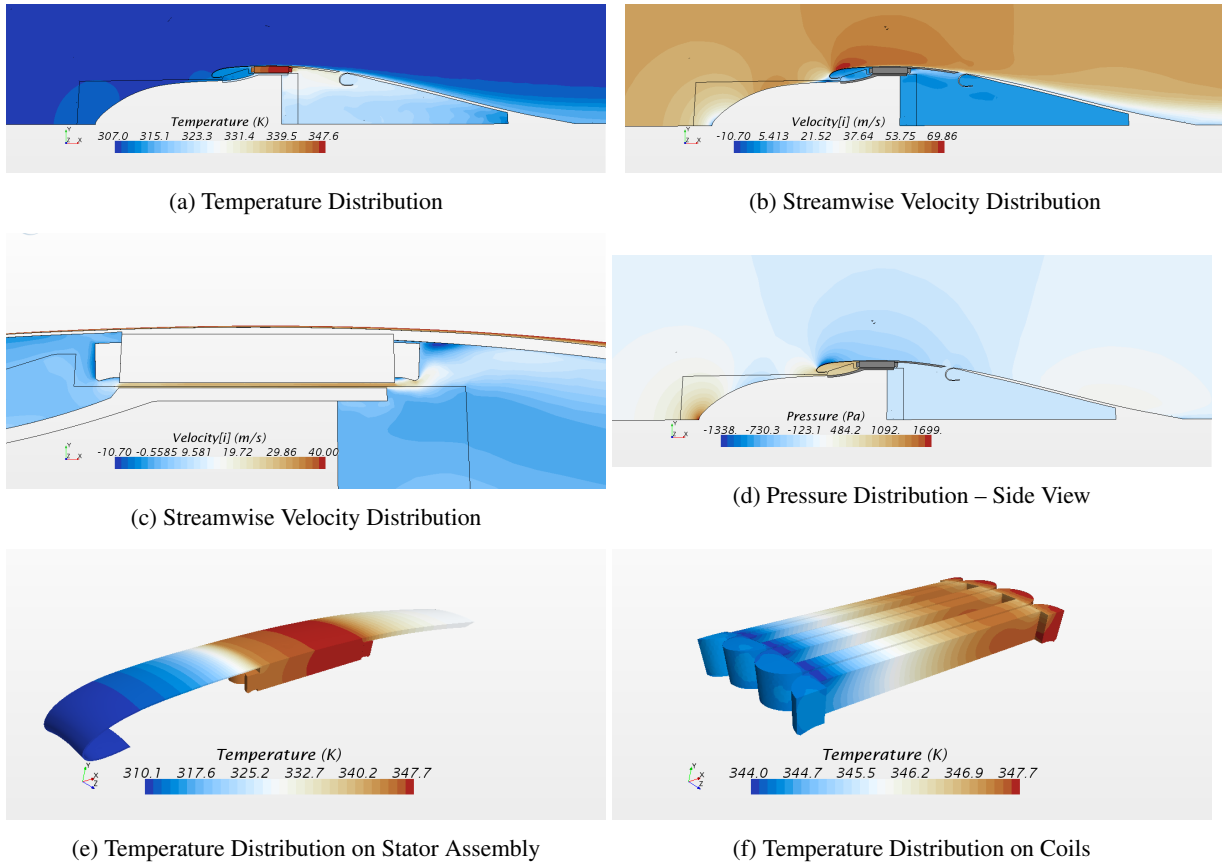 Temperature (K)
307.0 315.1 323.3 331.4 339.5 347.6
(a) Temperature Distribution
Velocity[i] (m/s)
-10.70 5.413 21.52 37.64 53.75 69.86
(b) Streamwise Velocity Distribution
Velocity[i] (m/s)
-10.70 -0.5585 9.581 19.72 29.86 40.00
(c) Streamwise Velocity Distribution
Pressure (Pa)
-1338. -730.3 -123.1 484.2 1092. 1699.
(d) Pressure Distribution – Side View
Temperature (K)
310.1 317.6 325.2 332.7 340.2 347.7
(e) Temperature Distribution on Stator Assembly
Temperature (K)
344.0 344.7 345.5 346.2 346.9 347.7
(f) Temperature Distribution on Coils